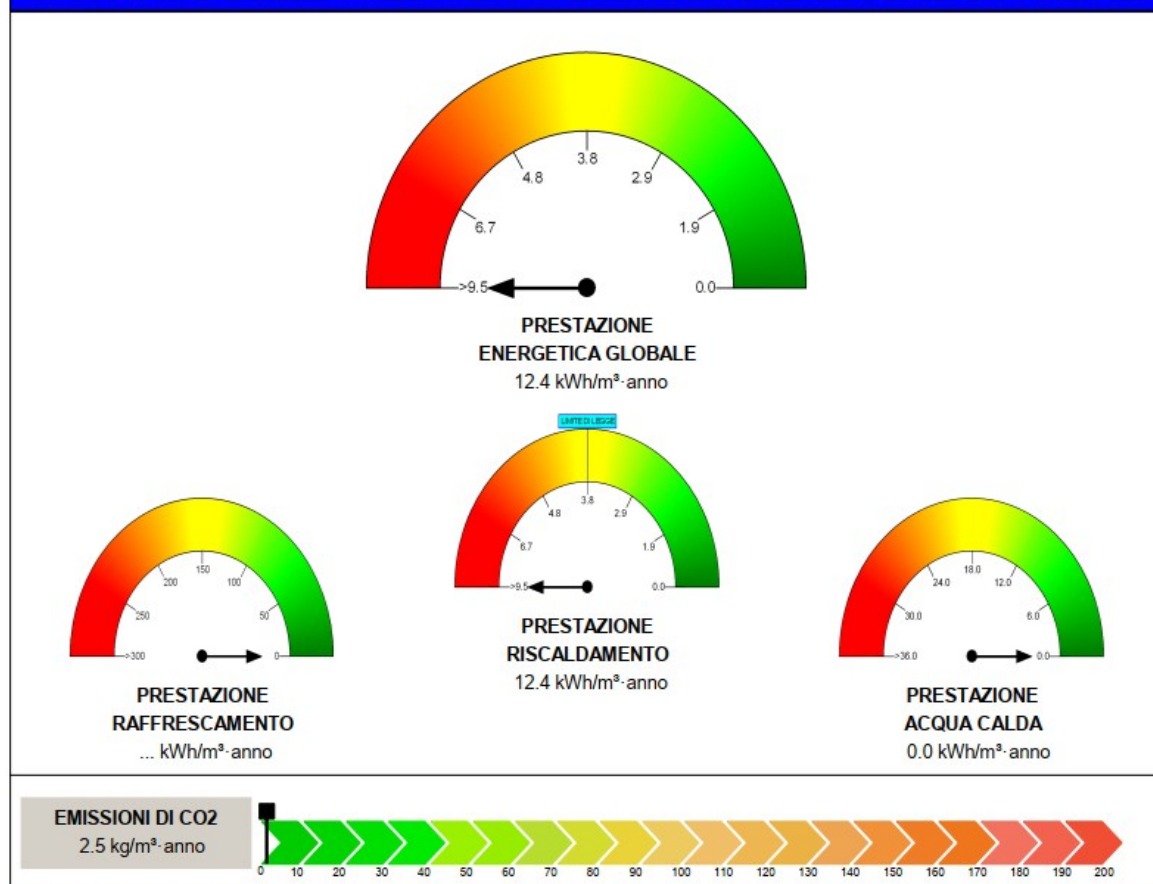 3.8
4.8
2.9
6.7
1.9
>9.5
0.0
PRESTAZIONE
ENERGETICA GLOBALE
12.4 kWh/m³·anno
LIMITE DI LEGGE
3.8
4.8
2.9
6.7
1.9
>9.5
0.0
PRESTAZIONE
RISCALDAMENTO
12.4 kWh/m³·anno
150
200
100
250
50
>300
0
PRESTAZIONE
RAFFRESCAMENTO
... kWh/m³·anno
18.0
24.0
12.0
30.0
6.0
>36.0
0.0
PRESTAZIONE
ACQUA CALDA
0.0 kWh/m³·anno
EMISSIONI DI CO2
2.5 kg/m³·anno
0 10 20 30 40 50 60 70 80 90 100 110 120 130 140 150 160 170 180 190 200